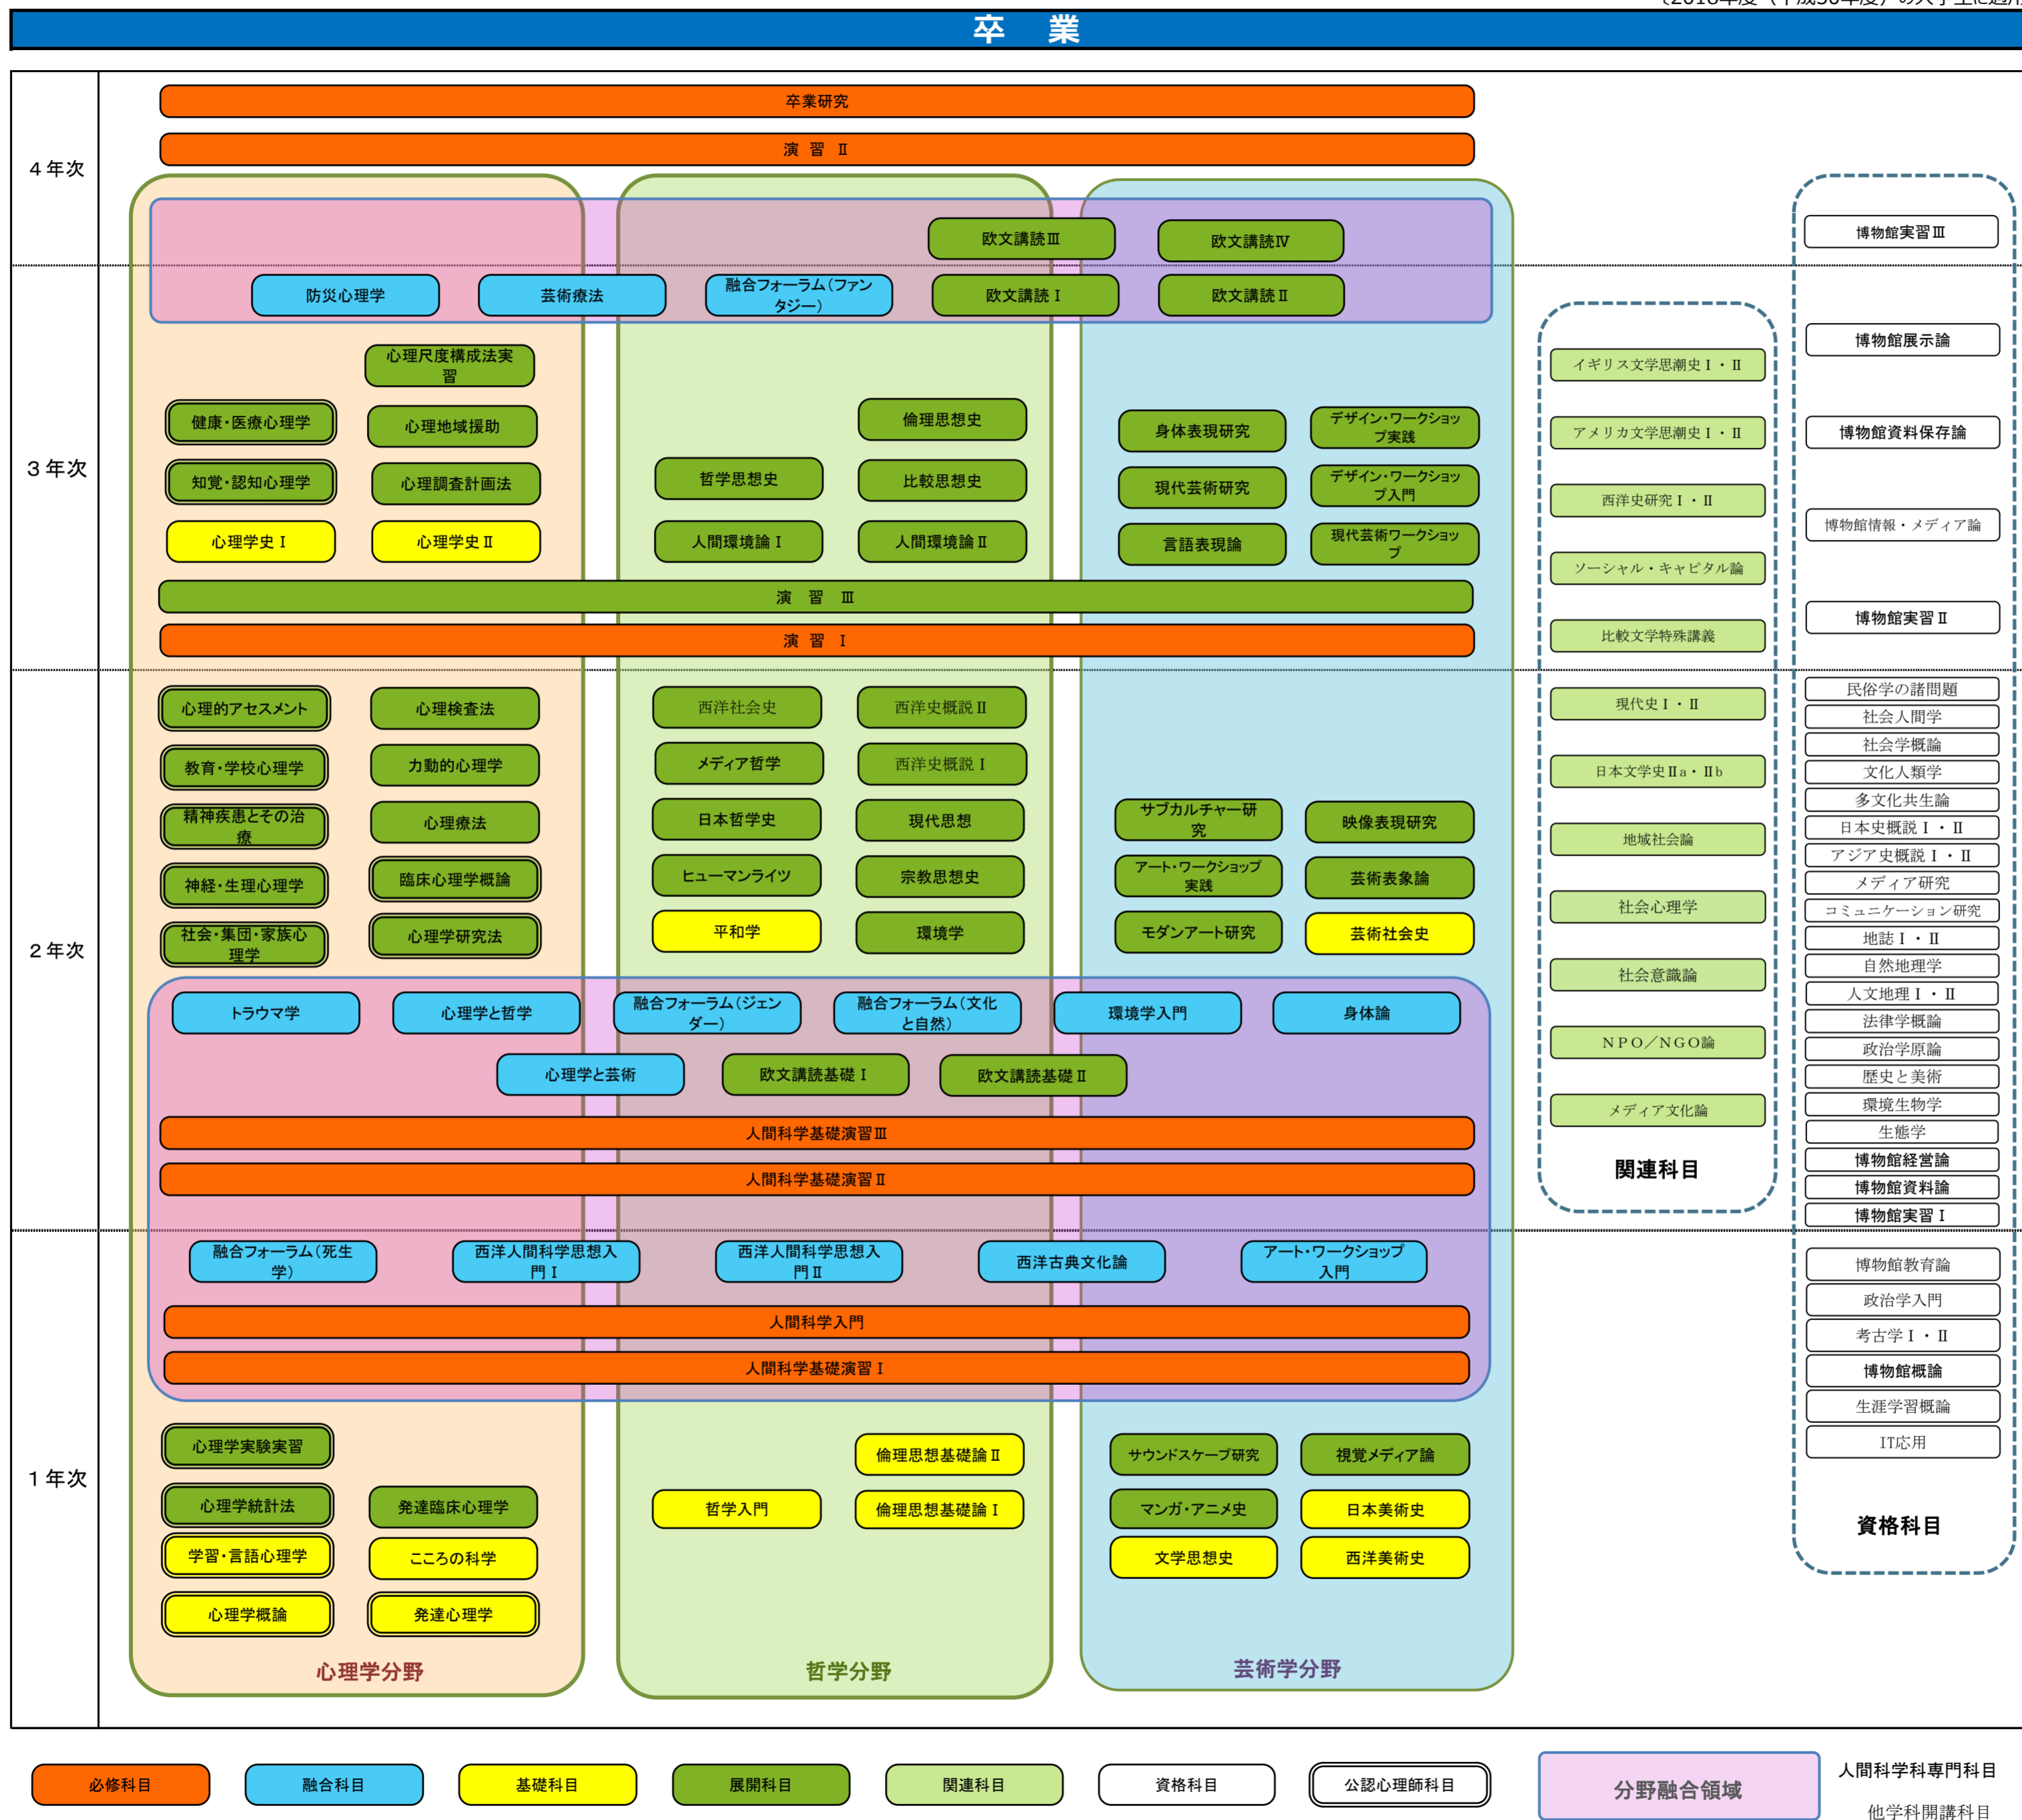 卒 業
4年次
卒業研究
演 習 Ⅱ
欧文講読Ⅲ
欧文講読Ⅳ
博物館実習Ⅲ
3年次
防災心理学
芸術療法
融合フォーラム(ファン
タジー)
欧文講読Ⅰ
欧文講読Ⅱ
心理尺度構成法実
習
健康・医療心理学
心理地域援助
知覚・認知心理学
心理調査計画法
心理学史Ⅰ
心理学史Ⅱ
倫理思想史
哲学思想史
比較思想史
人間環境論Ⅰ
人間環境論Ⅱ
身体表現研究
デザイン・ワークショッ
プ実践
現代芸術研究
デザイン・ワークショッ
プ入門
言語表現論
現代芸術ワークショッ
プ
演 習 Ⅲ
演 習 Ⅰ
イギリス文学思潮史Ⅰ・Ⅱ
アメリカ文学思潮史Ⅰ・Ⅱ
西洋史研究Ⅰ・Ⅱ
ソーシャル・キャピタル論
比較文学特殊講義
博物館展示論
博物館資料保存論
博物館情報・メディア論
博物館実習Ⅱ
2年次
心理的アセスメント
心理検査法
教育・学校心理学
力動的心理学
精神疾患とその治
療
心理療法
神経・生理心理学
臨床心理学概論
社会・集団・家族心
理学
心理学研究法
西洋社会史
西洋史概説Ⅱ
メディア哲学
西洋史概説Ⅰ
日本哲学史
現代思想
ヒューマンライツ
宗教思想史
平和学
環境学
サブカルチャー研
究
映像表現研究
アート・ワークショップ
実践
芸術表象論
モダンアート研究
芸術社会史
トラウマ学
心理学と哲学
融合フォーラム(ジェン
ダー)
融合フォーラム(文化
と自然)
環境学入門
身体論
心理学と芸術
欧文講読基礎Ⅰ
欧文講読基礎Ⅱ
人間科学基礎演習Ⅲ
人間科学基礎演習Ⅱ
現代史Ⅰ・Ⅱ
日本文学史Ⅱa・Ⅱb
地域社会論
社会心理学
社会意識論
NPO/NGO論
メディア文化論
関連科目
民俗学の諸問題
社会人間学
社会学概論
文化人類学
多文化共生論
日本史概説Ⅰ・Ⅱ
アジア史概説Ⅰ・Ⅱ
メディア研究
コミュニケーション研究
地誌Ⅰ・Ⅱ
自然地理学
人文地理Ⅰ・Ⅱ
法律学概論
政治学原論
歴史と美術
環境生物学
生態学
博物館経営論
博物館資料論
博物館実習Ⅰ
1年次
融合フォーラム(死生
学)
西洋人間科学思想入
門Ⅰ
西洋人間科学思想入
門Ⅱ
西洋古典文化論
アート・ワークショップ
入門
人間科学入門
人間科学基礎演習Ⅰ
心理学実験実習
心理学統計法
発達臨床心理学
学習・言語心理学
こころの科学
心理学概論
発達心理学
心理学分野
倫理思想基礎論Ⅱ
哲学入門
倫理思想基礎論Ⅰ
哲学分野
サウンドスケープ研究
視覚メディア論
マンガ・アニメ史
日本美術史
文学思想史
西洋美術史
芸術学分野
博物館教育論
政治学入門
考古学Ⅰ・Ⅱ
博物館概論
生涯学習概論
IT応用
資格科目
必修科目
融合科目
基礎科目
展開科目
関連科目
資格科目
公認心理師科目
分野融合領域
人間科学科専門科目
他学科開講科目